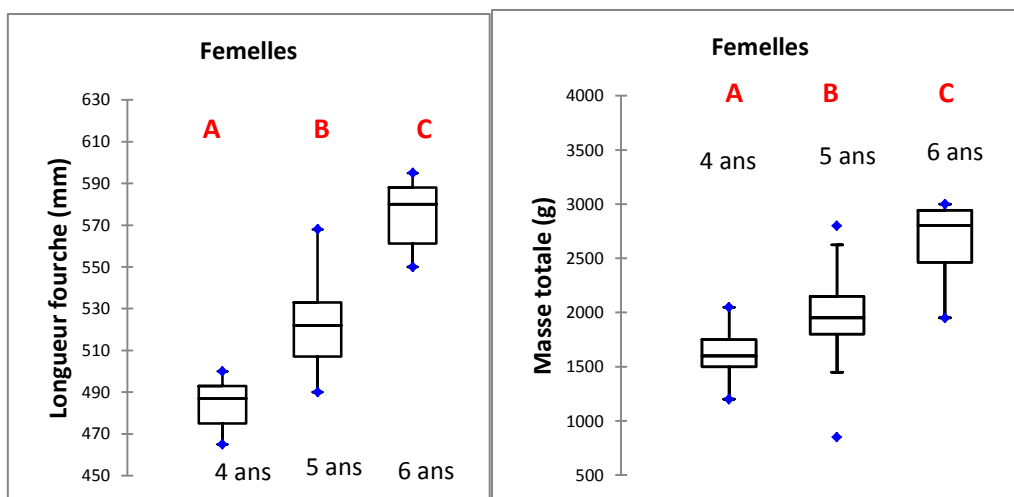 Femelles
Longueur fourche (mm)
630
610
590
570
550
530
510
490
470
450
A B C
4 ans 5 ans 6 ans
Femelles
Masse totale (g)
4000
3500
3000
2500
2000
1500
1000
500
A B C
4 ans 5 ans 6 ans